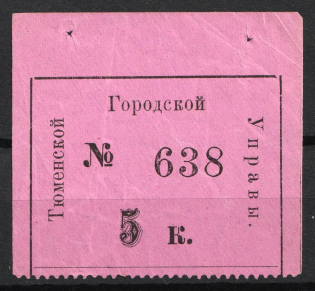 Тюменской
Городской
Управы.
№ 638
5 к.